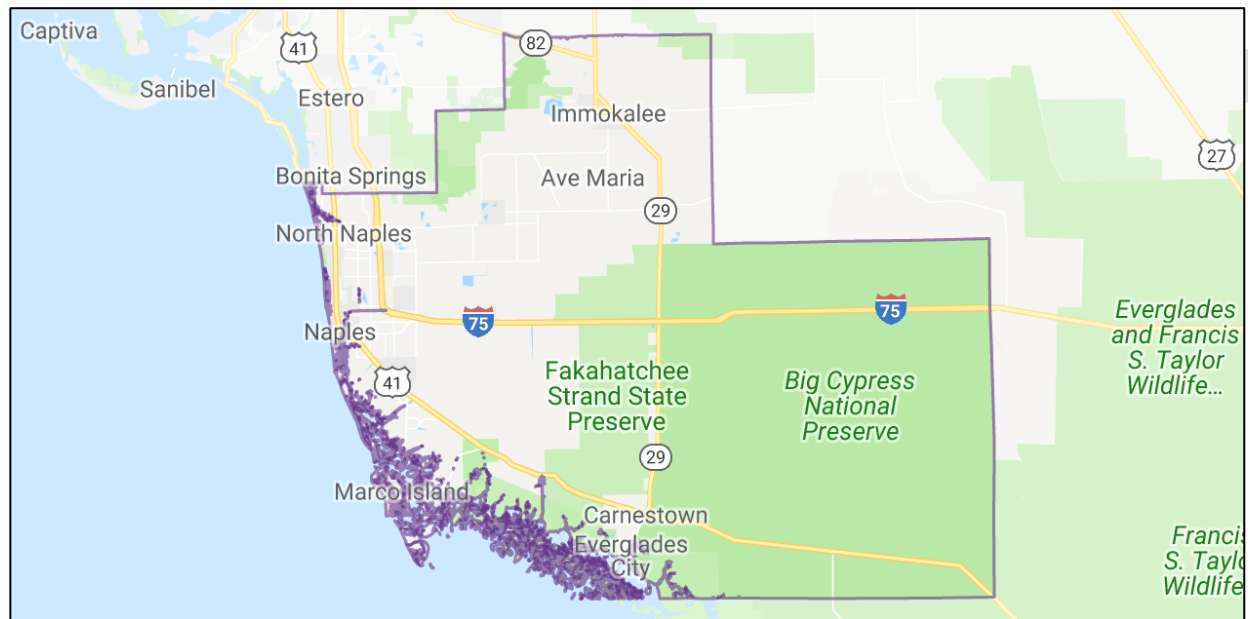 Captiva
41
82
Sanibel
Estero
Immokalee
27
Bonita Springs
Ave Maria
29
North Naples
75
75
Naples
Everglades
and Francis
S. Taylor
Wildlife...
41
Fakahatchee
Strand State
Preserve
Big Cypress
National
Preserve
29
Marco Island
Carnestown
Everglades
City
Francis
S. Taylo
Wildlife